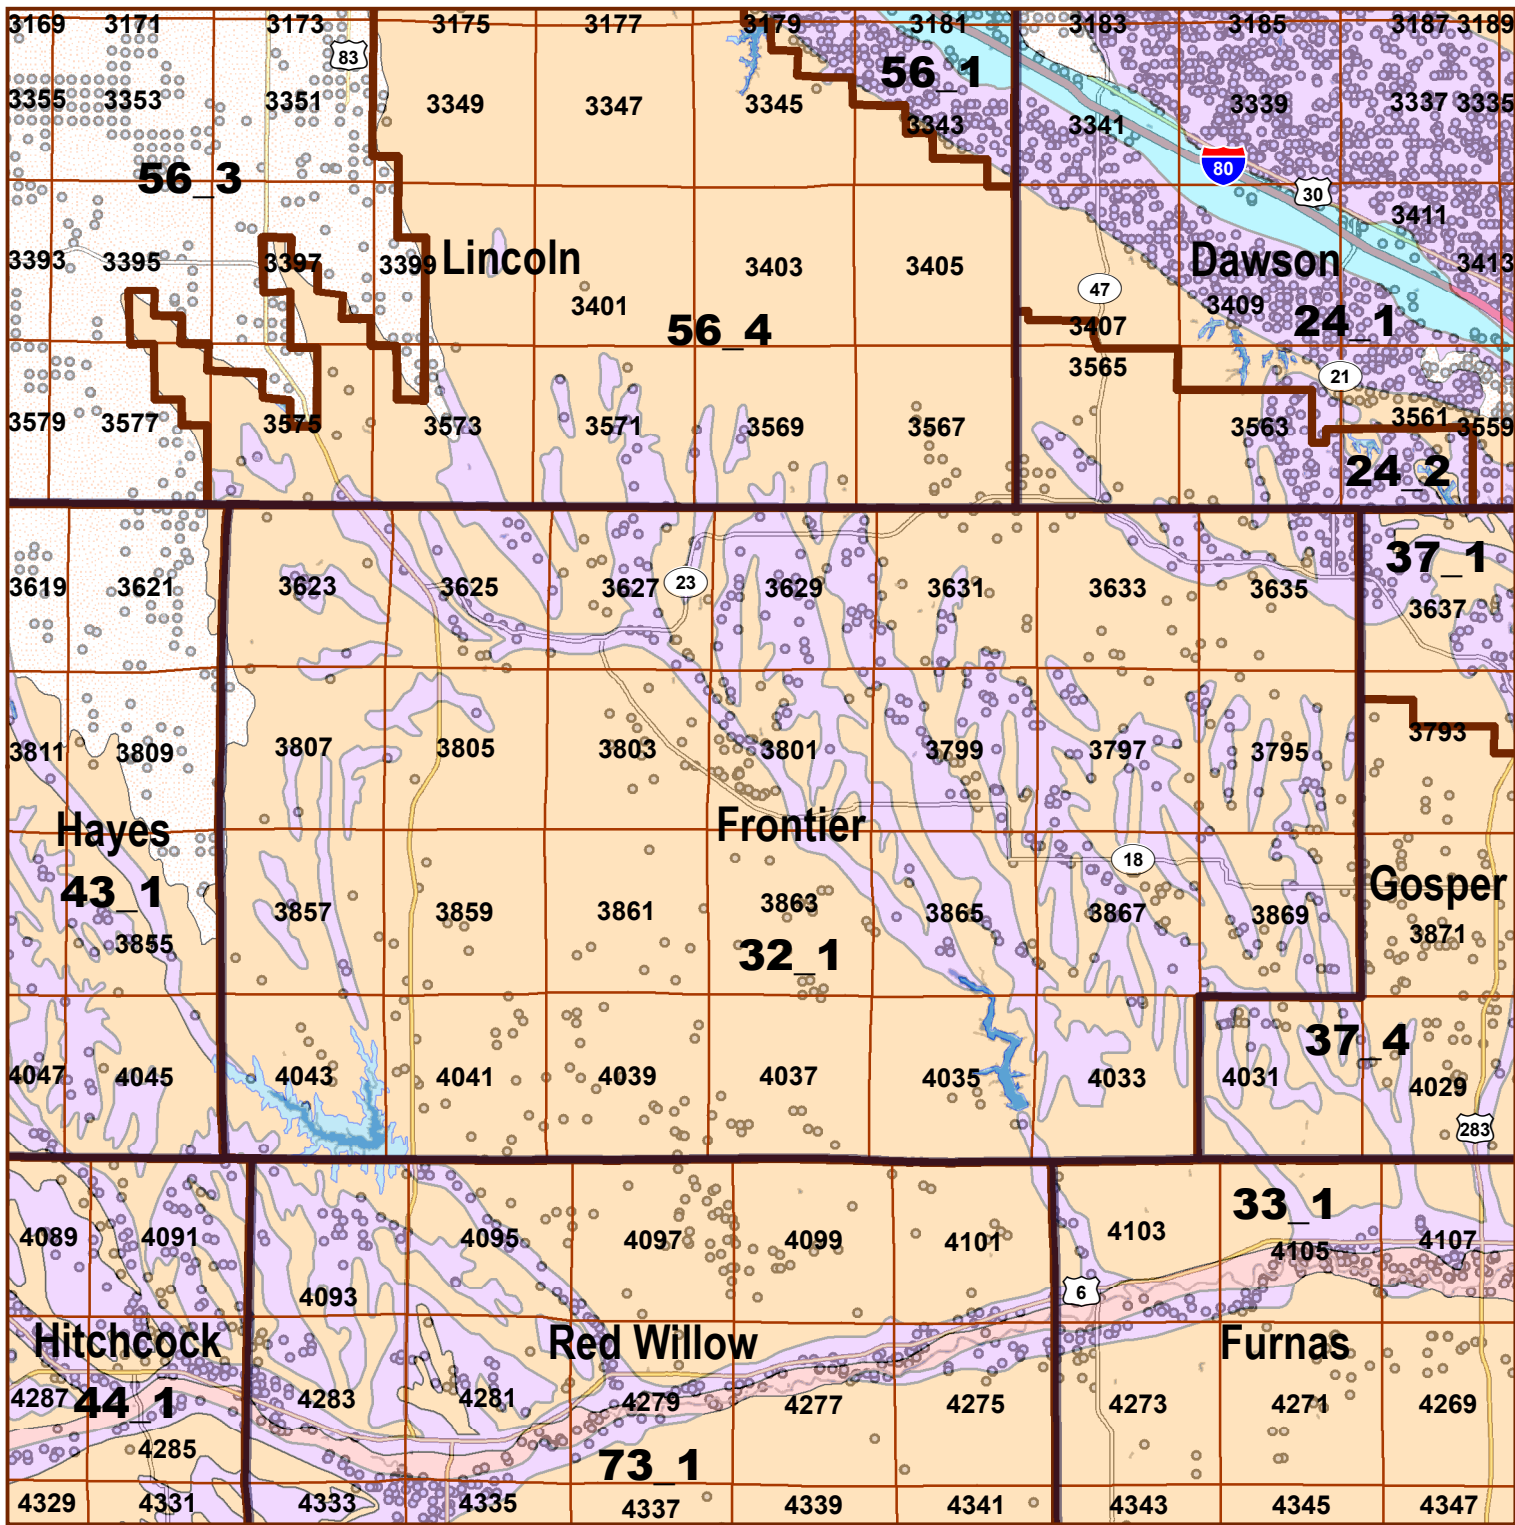 3169 3171 3173 3175 3177 3179 3181 3183 3185 3187 3189
83
56_1
3355 3353 3351 3349 3347 3345 3343 3341 3339 3337 3335
56_3
80
30
3411
3393 3395 3397 3399 Lincoln 3401 3403 3405 Dawson 3413
47
3409
3407
24_1
56_4
3565
21
3579 3577 3575 3573 3571 3569 3567 3563 3561 3559
24_2
37_1
3619 3621 3623 3625 3627 23 3629 3631 3633 3635 3637
3811 3809 3807 3805 3803 3801 3799 3797 3795 3793
Hayes Frontier
18
43_1 Gosper
3855 3857 3859 3861 3863 3865 3867 3869 3871
32_1
37_4
4047 4045 4043 4041 4039 4037 4035 4033 4031 4029
283
33_1
4089 4091 4095 4097 4099 4101 4103 4105 4107
4093
6
Hitchcock Red Willow Furnas
4287 44_1 4283 4281 4279 4277 4275 4273 4271 4269
4285
73_1
4329 4331 4333 4335 4337 4339 4341 4343 4345 4347